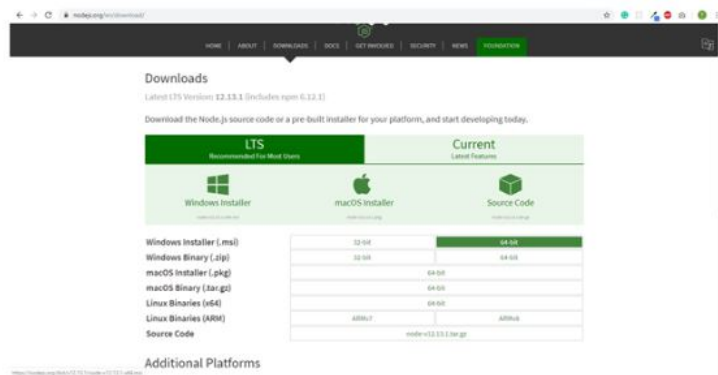 nodejs.org/en/download/
JS
HOME | ABOUT | DOWNLOADS | DOCS | GET INVOLVED | SECURITY | NEWS FOUNDATION
Downloads
Latest LTS Version: 12.13.1 (includes npm 6.12.1)
Download the Node.js source code or a pre-built installer for your platform, and start developing today.
LTS
Recommended For Most Users
Current
Latest Features
Windows Installer
macOS Installer
Source Code
Windows Installer (.msi) 32-bit 64-bit
Windows Binary (.zip) 32-bit 64-bit
macOS Installer (.pkg) 64-bit
macOS Binary (.tar.gz) 64-bit
Linux Binaries (x64) 64-bit
Linux Binaries (ARM) ARMv7 ARMv8
Source Code node-v12.13.1.tar.gz
Additional Platforms